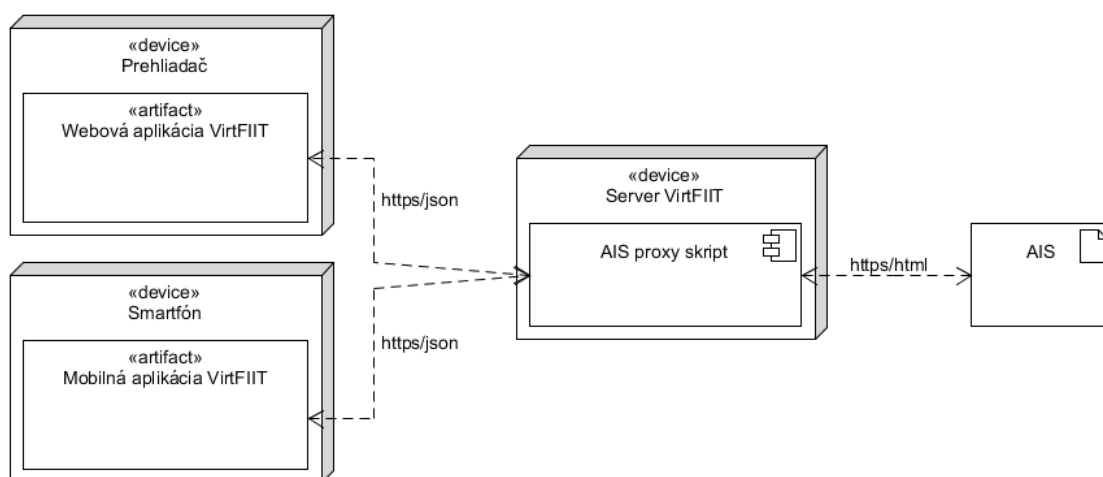 «device»
Prehliadač
«artifact»
Webová aplikácia VirtFIIT
https/json
«device»
Smartfón
«artifact»
Mobilná aplikácia VirtFIIT
https/json
«device»
Server VirtFIIT
AIS proxy skript
https/html
AIS